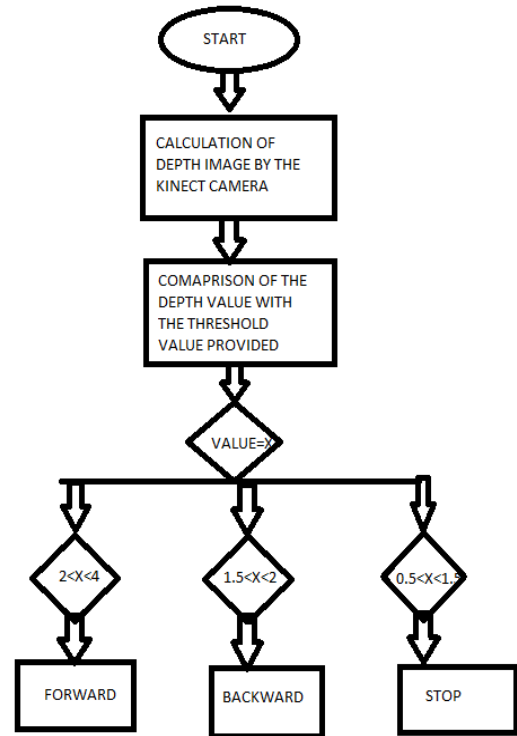 START
CALCULATION OF
DEPTH IMAGE BY THE
KINECT CAMERA
COMAPRISON OF THE
DEPTH VALUE WITH
THE THRESHOLD
VALUE PROVIDED
VALUE=X
2<X<4
1.5<X<2
0.5<X<1.5
FORWARD
BACKWARD
STOP